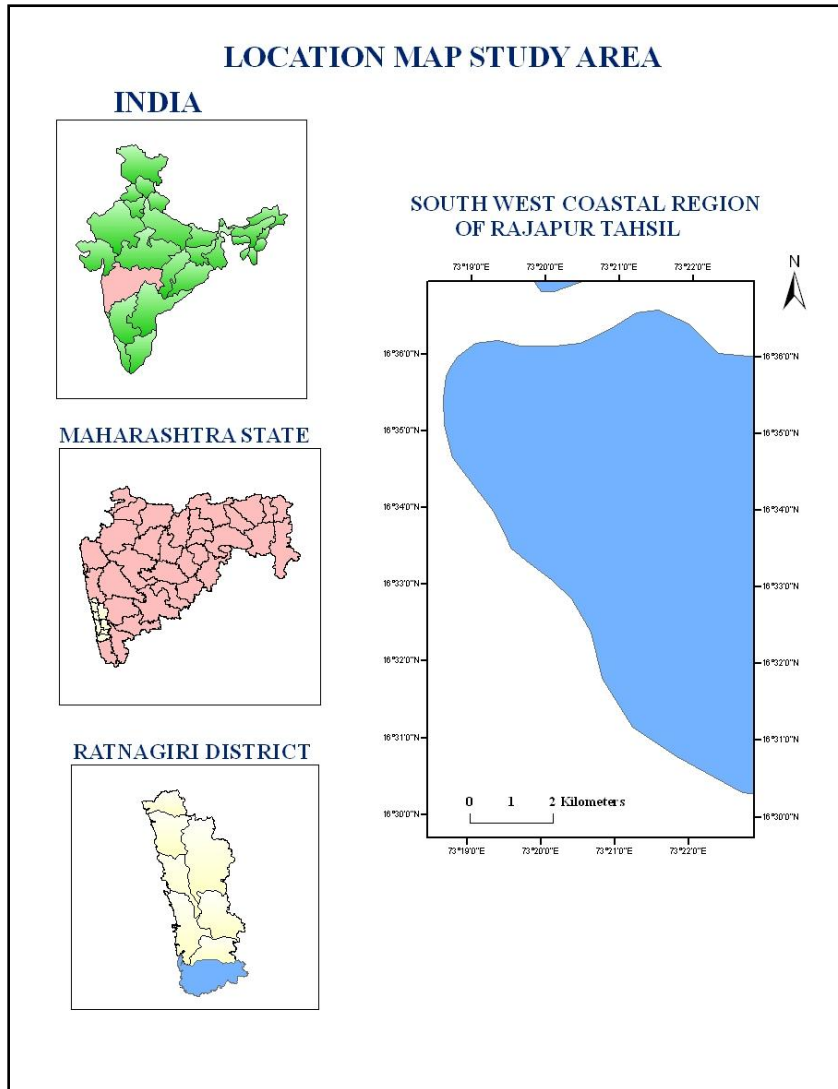 LOCATION MAP STUDY AREA
INDIA
MAHARASHTRA STATE
RATNAGIRI DISTRICT
SOUTH WEST COASTAL REGION
OF RAJAPUR TAHSIL
N
73°19'0"E 73°20'0"E 73°21'0"E 73°22'0"E
16°36'0"N 16°36'0"N
16°35'0"N 16°35'0"N
16°34'0"N 16°34'0"N
16°33'0"N 16°33'0"N
16°32'0"N 16°32'0"N
16°31'0"N 16°31'0"N
16°30'0"N 16°30'0"N
0 1 2 Kilometers
73°19'0"E 73°20'0"E 73°21'0"E 73°22'0"E